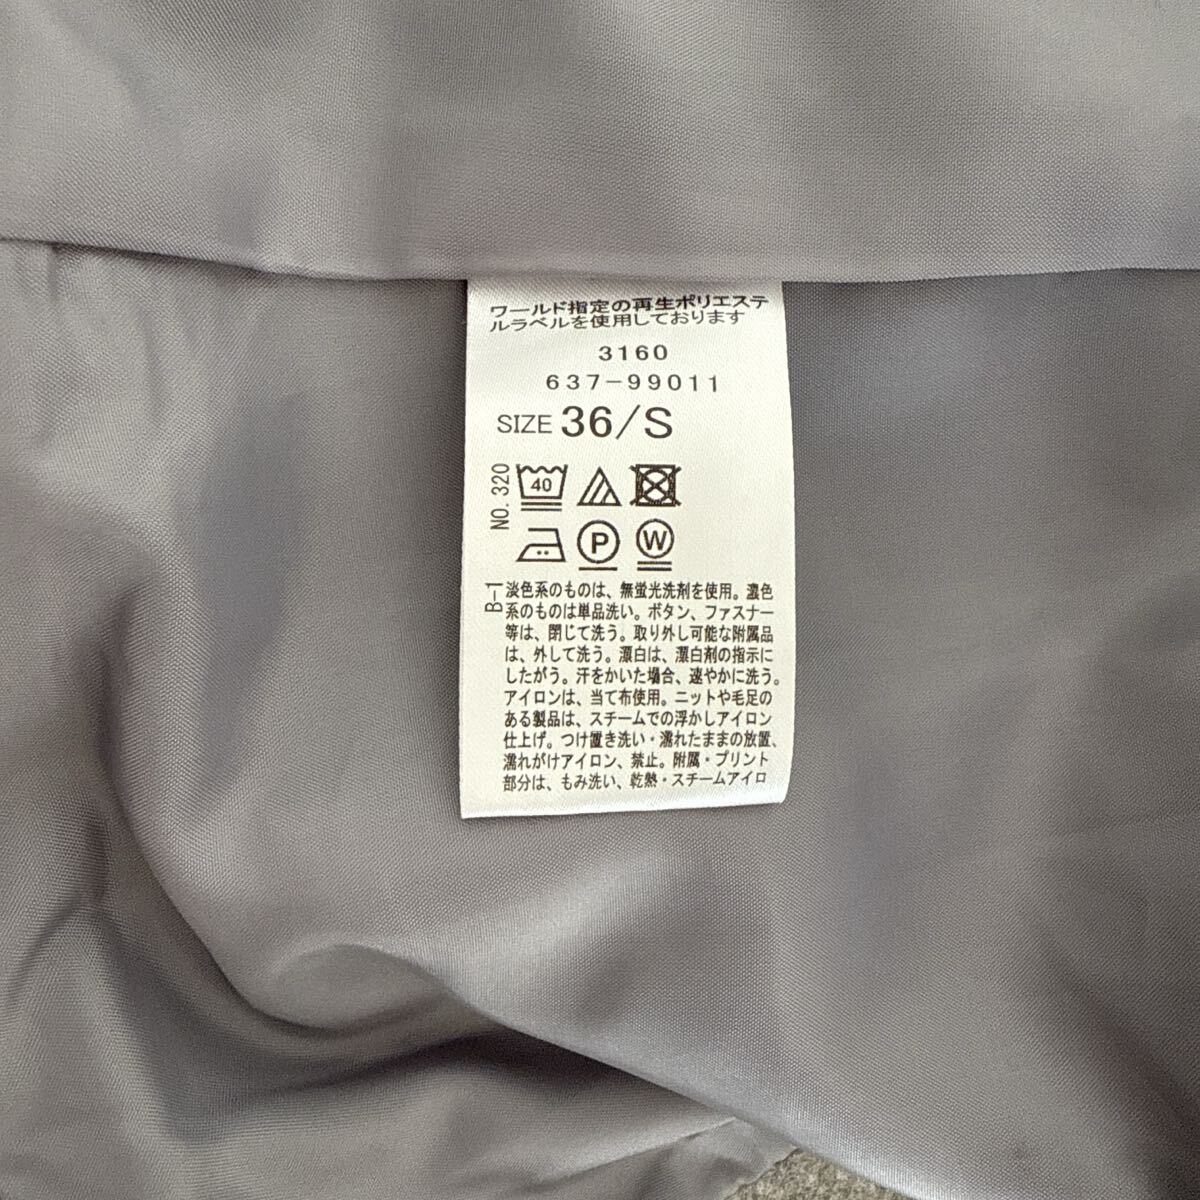 ワールド指定の再生ポリエステ
ルラベルを使用しております
3160
637-99011
SIZE 36/S
NO. 320
40
P
W
B-1
淡色系のものは、無蛍光洗剤を使用。濃色
系のものは単品洗い。ボタン、ファスナー
等は、閉じて洗う。取り外し可能な附属品
は、外して洗う。漂白は、漂白剤の指示に
したがう。汗をかいた場合、速やかに洗う。
アイロンは、当て布使用。ニットや毛足の
ある製品は、スチームでの浮かしアイロン
仕上げ。つけ置き洗い・濡れたままの放置、
濡れがけアイロン、禁止。附属・プリント
部分は、もみ洗い、乾熱・スチームアイロ